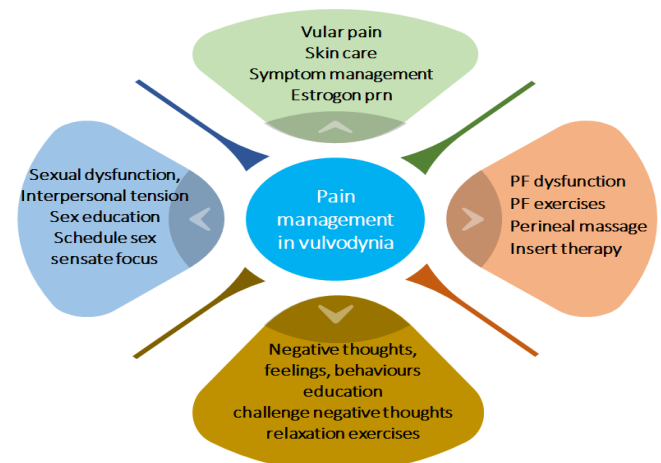 Vular pain
Skin care
Symptom management
Estrogon prn
Sexual dysfunction,
Interpersonal tension
Sex education
Schedule sex
sensate focus
Pain
management
in vulvodynia
PF dysfunction
PF exercises
Perineal massage
Insert therapy
Negative thoughts,
feelings, behaviours
education
challenge negative thoughts
relaxation exercises